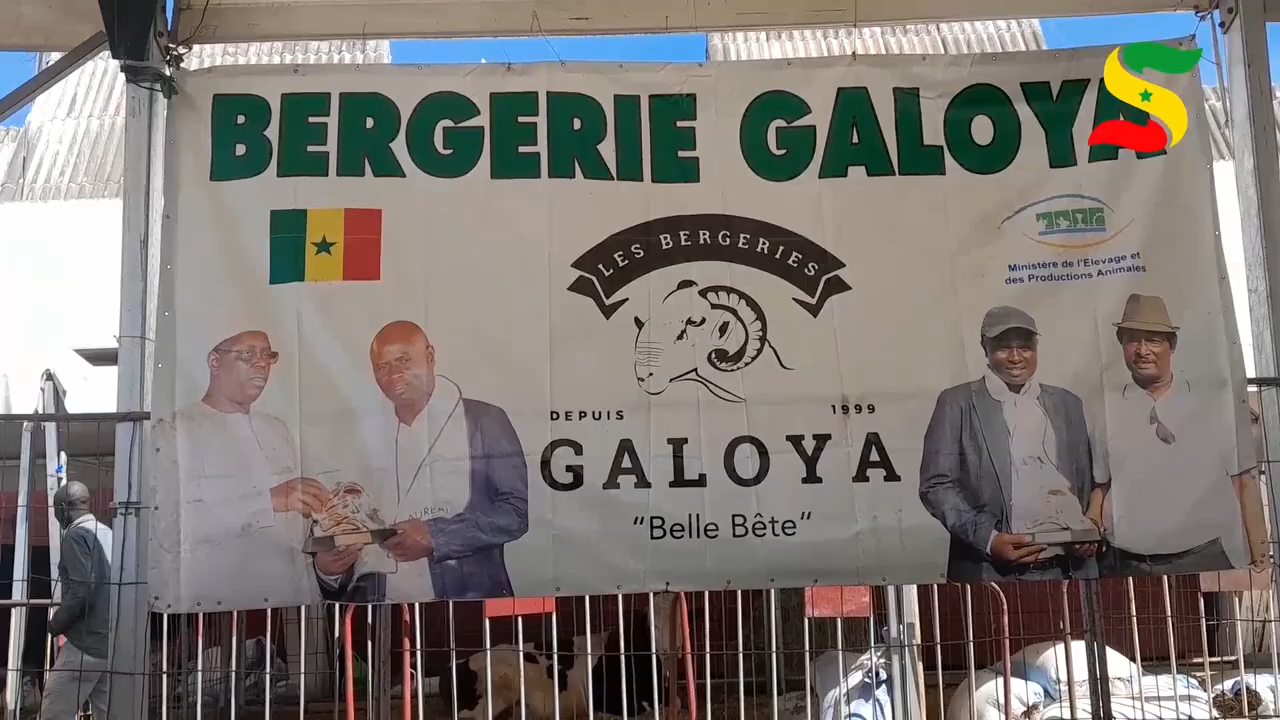 BERGERIE GALOYA
LES BERGERIES
Ministère de l'Elevage et
des Productions Animales
DEPUIS 1999
GALOYA
"Belle Bête"